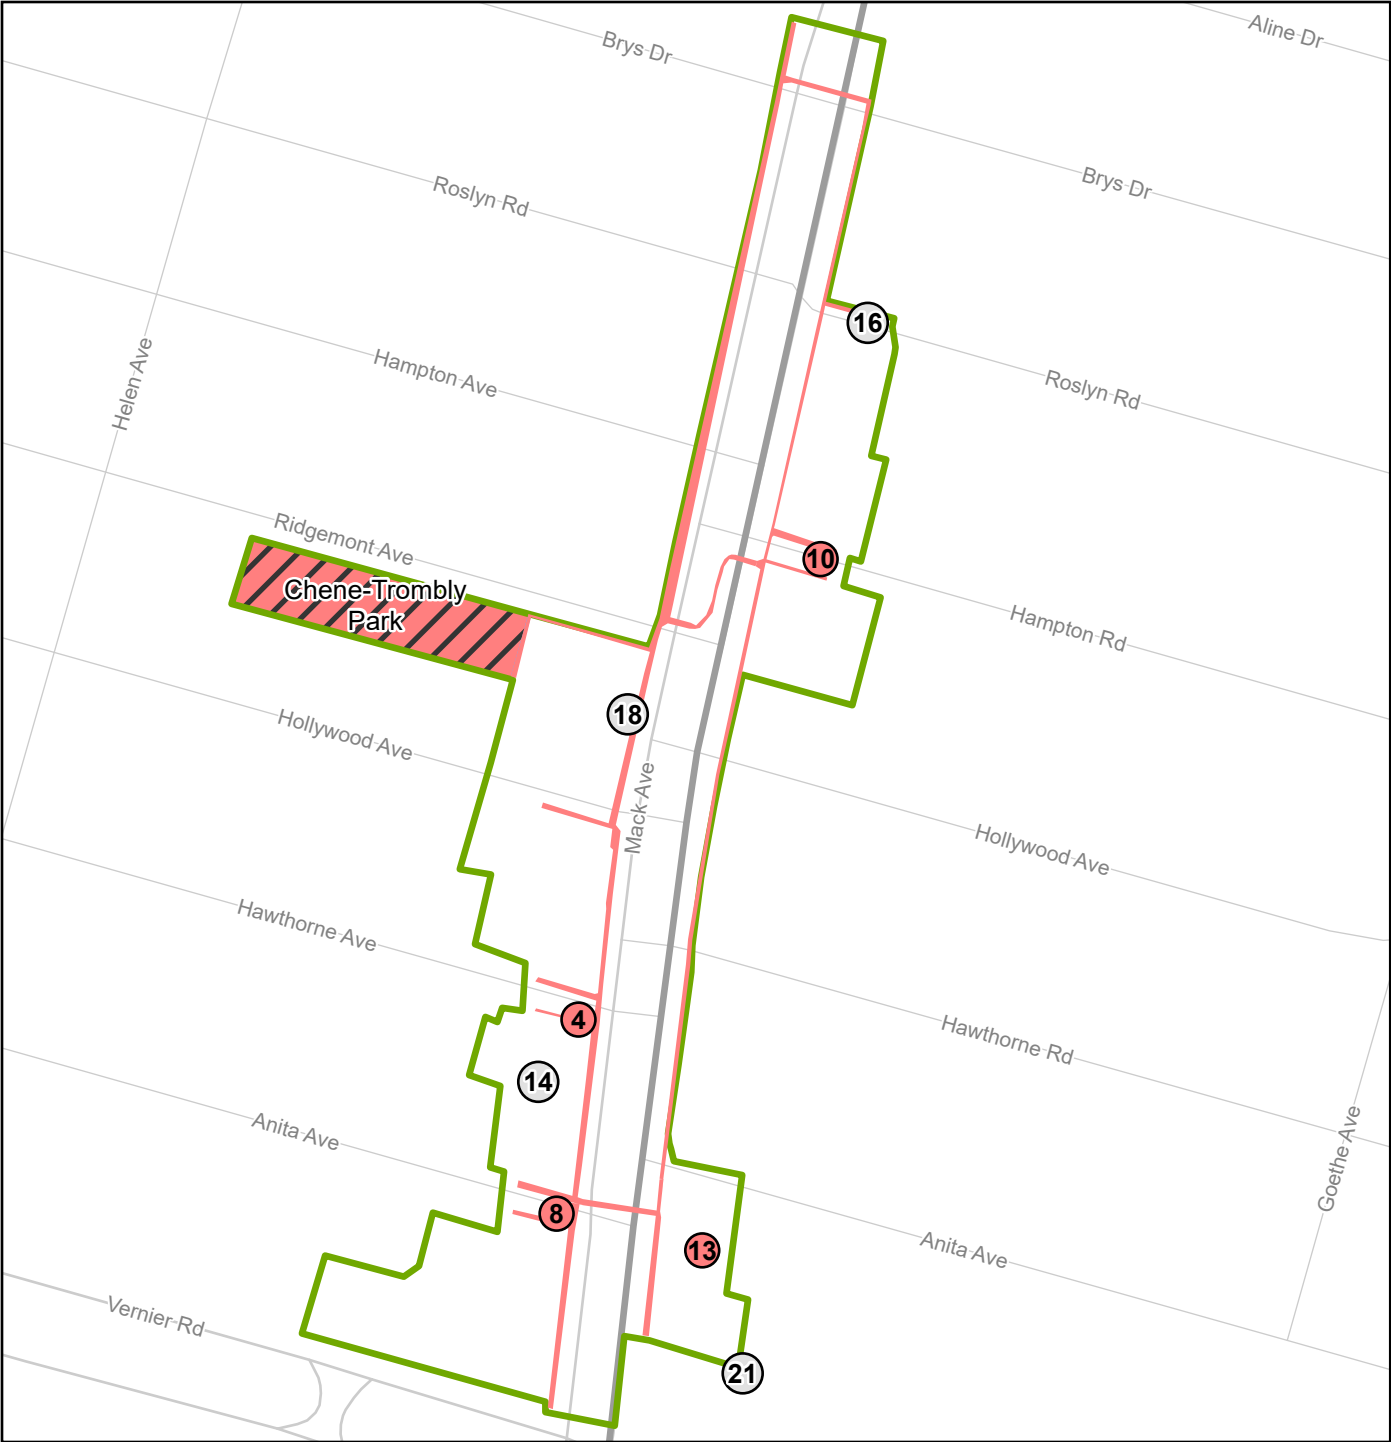 Aline Dr
Brys Dr
Brys Dr
Roslyn Rd
16
Helen Ave
Hampton Ave
Roslyn Rd
Ridgemont Ave
10
Chene-Trombly
Park
Hampton Rd
18
Hollywood Ave
Mack Ave
Hollywood Ave
Hawthorne Ave
4
Hawthorne Rd
14
Anita Ave
Goethe Ave
8
13
Anita Ave
Vernier Rd
21